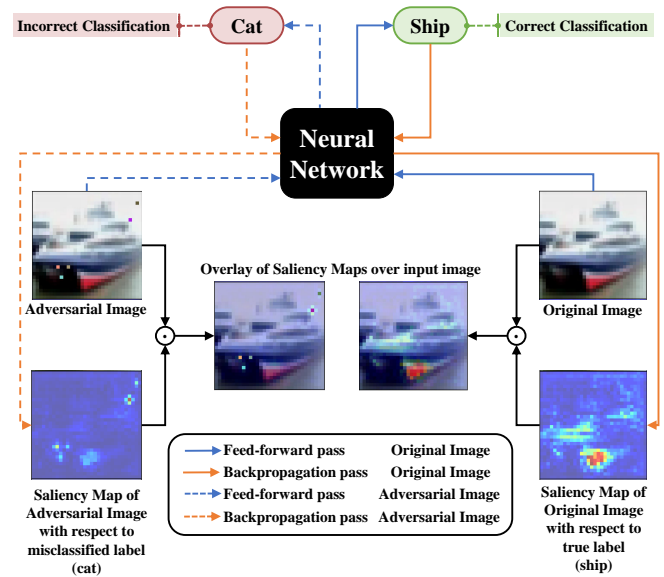 Incorrect Classification
Cat
Ship
Correct Classification
Neural
Network
Adversarial Image
Overlay of Saliency Maps over input image
Original Image
Saliency Map of
Adversarial Image
with respect to
misclassified label
(cat)
Feed-forward pass Original Image
Backpropagation pass Original Image
Feed-forward pass Adversarial Image
Backpropagation pass Adversarial Image
Saliency Map of
Original Image
with respect to
true label
(ship)